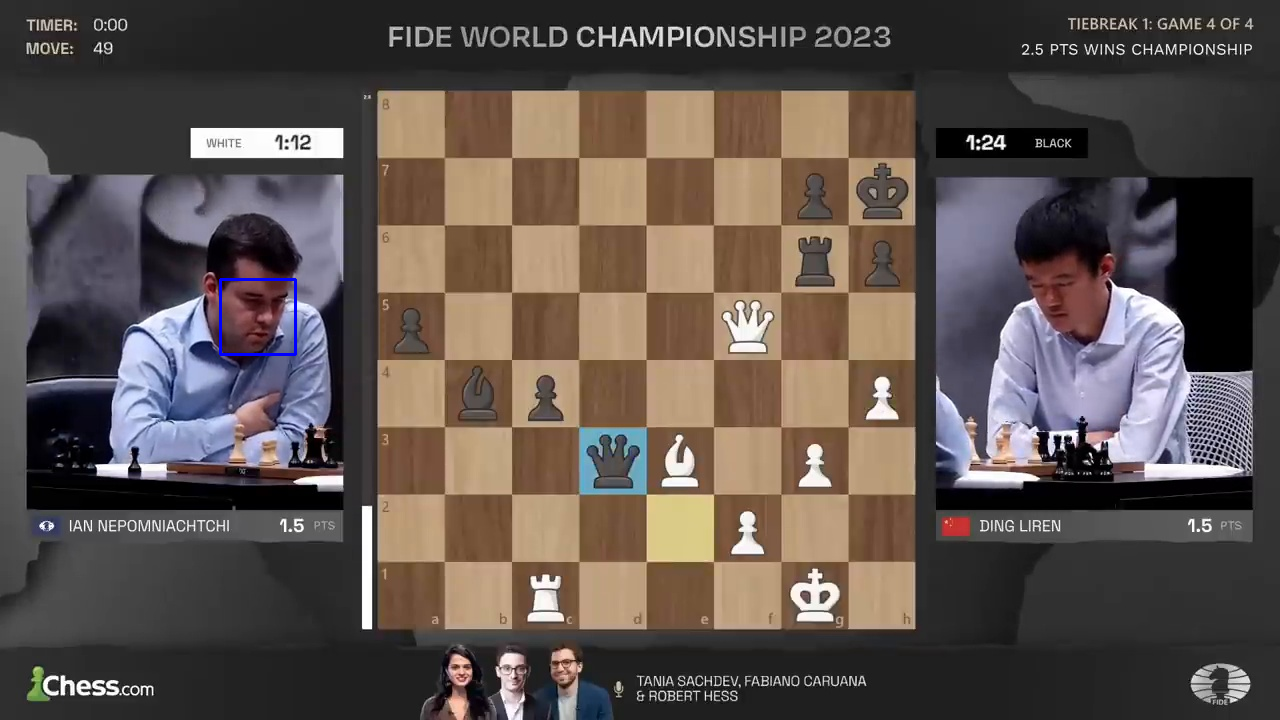 TIMER: 0:00
MOVE: 49
FIDE WORLD CHAMPIONSHIP 2023
TIEBREAK 1: GAME 4 OF 4
2.5 PTS WINS CHAMPIONSHIP
WHITE 1:12
1:24 BLACK
8
7
6
5
4
3
2
1
a b c d e f g h
IAN NEPOMNIACHTCHI 1.5 PTS
DING LIREN 1.5 PTS
Chess.com
TANIA SACHDEV, FABIANO CARUANA
& ROBERT HESS
FIDE